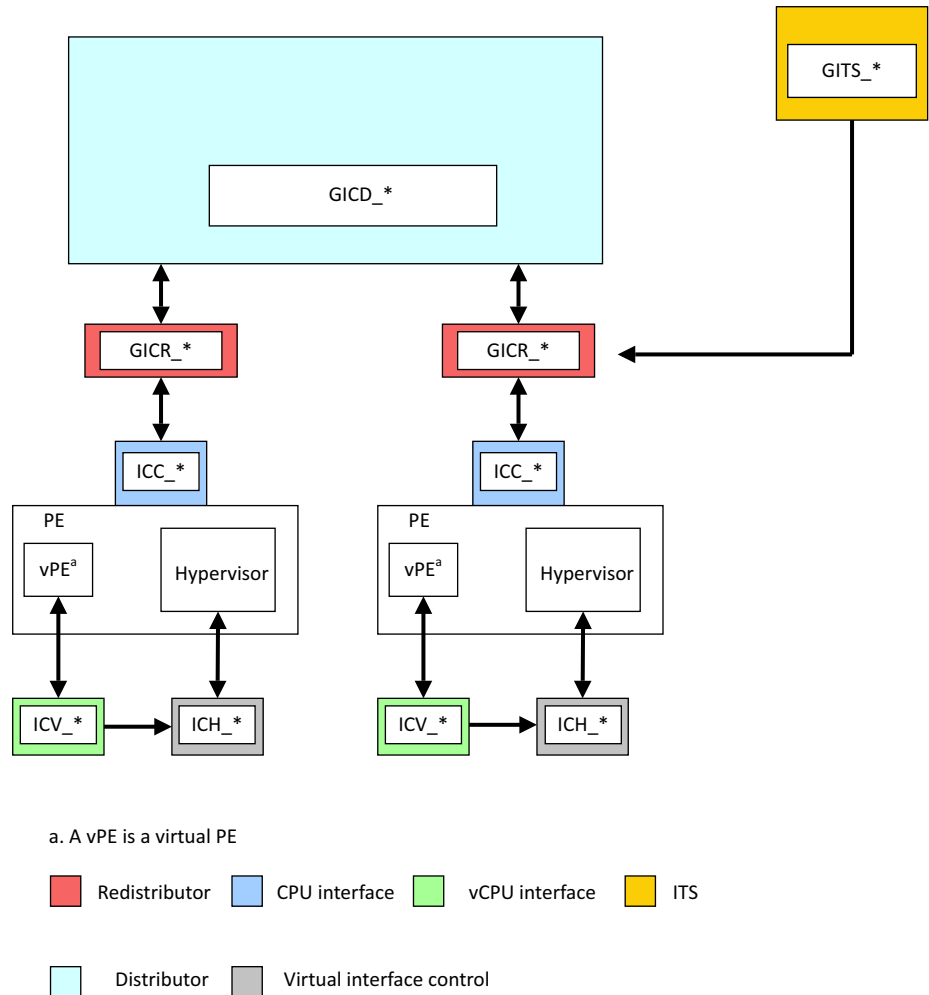 GITS_*
GICD_*
GICR_*
GICR_*
ICC_*
ICC_*
PE
PE
vPEᵃ
Hypervisor
vPEᵃ
Hypervisor
ICV_*
ICH_*
ICV_*
ICH_*
a. A vPE is a virtual PE
Redistributor
CPU interface
vCPU interface
ITS
Distributor
Virtual interface control